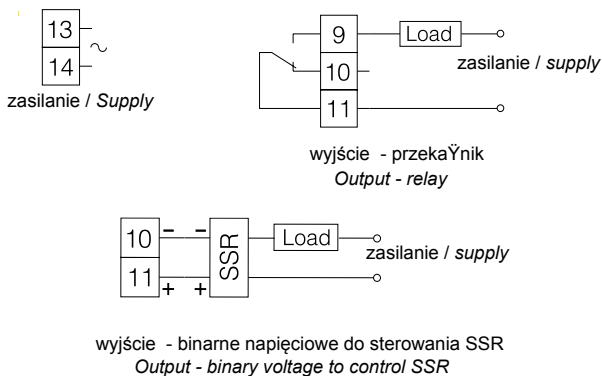 13
14
zasilanie / Supply
9
10
11
Load
zasilanie / supply
wyjście - przekaŸnik
Output - relay
10
11
- -
+ +
SSR
Load
zasilanie / supply
wyjście - binarne napięciowe do sterowania SSR
Output - binary voltage to control SSR